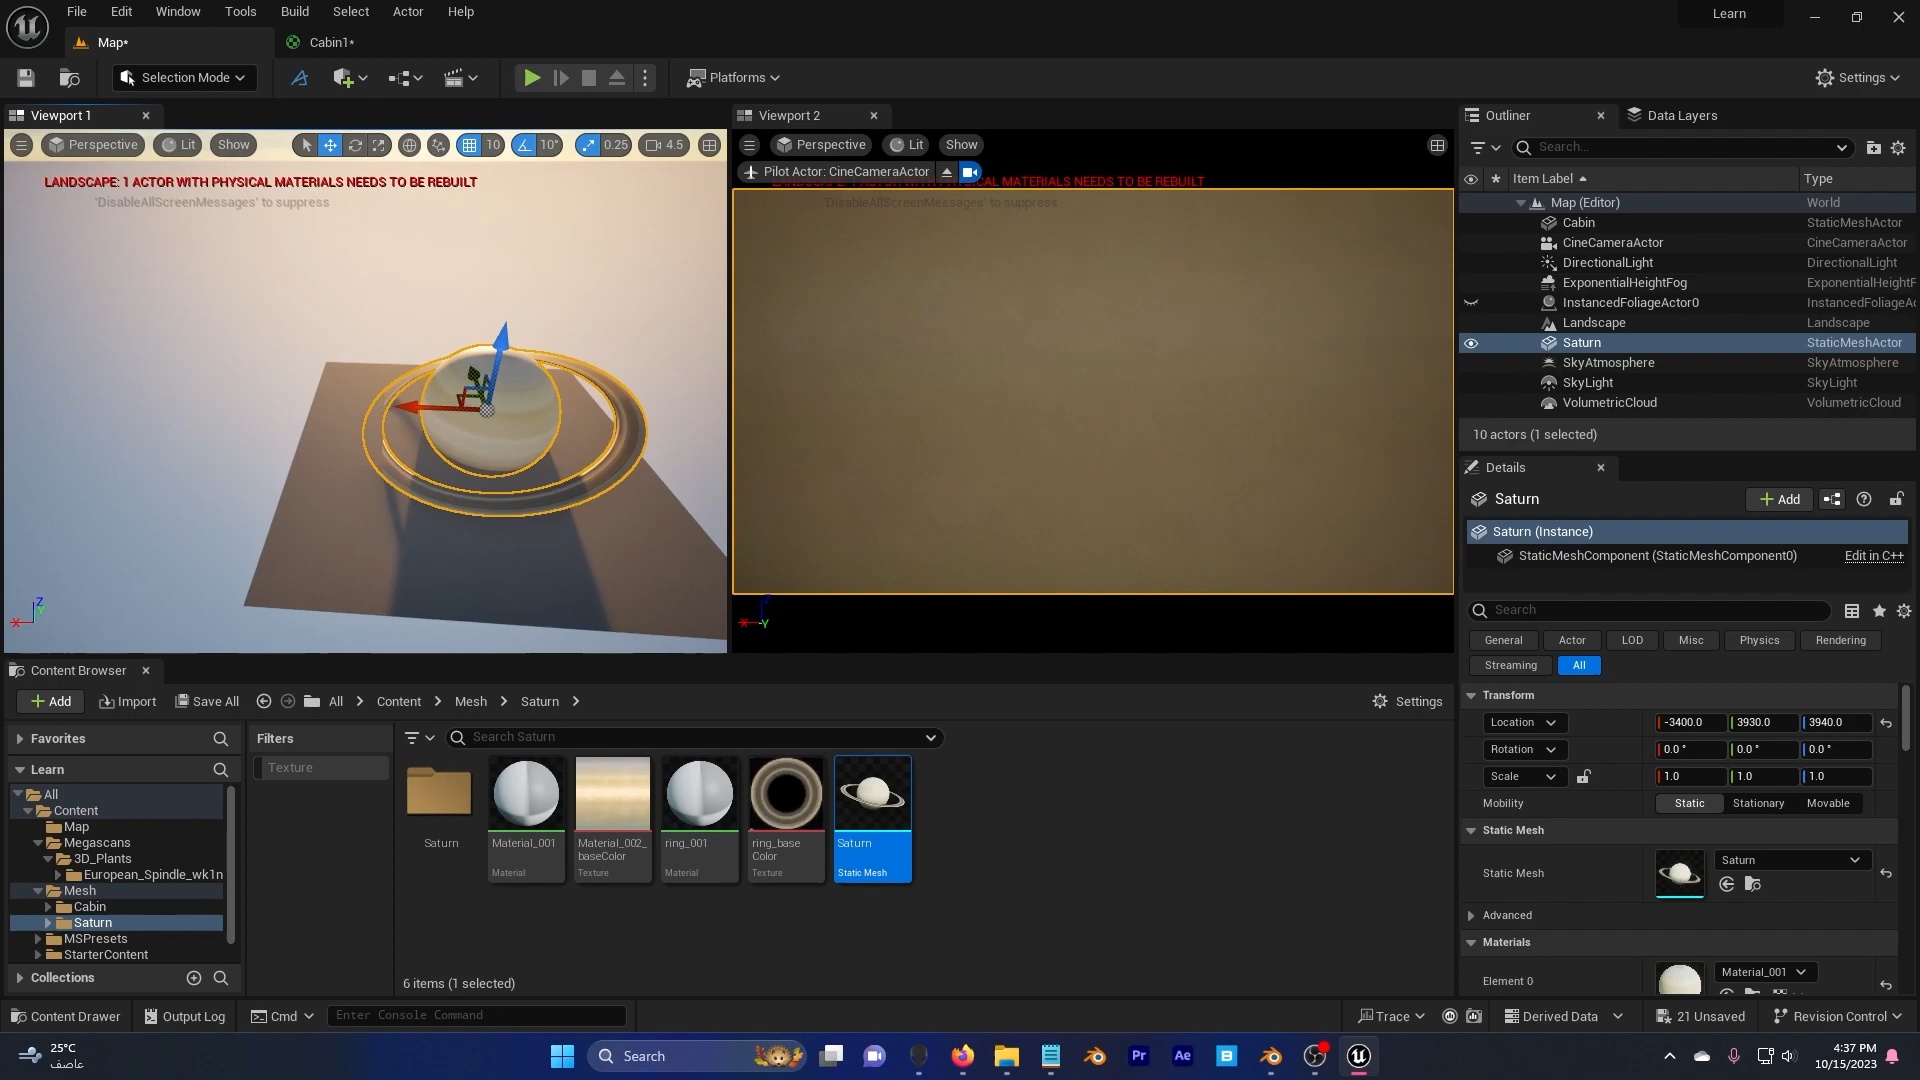 File Edit Window Tools Build Select Actor Help
Learn
Map*
Cabin1*
Selection Mode
Platforms
Settings
Viewport 1
Perspective Lit Show
10 10° 0.25 4.5
LANDSCAPE: 1 ACTOR WITH PHYSICAL MATERIALS NEEDS TO BE REBUILT
'DisableAllScreenMessages' to suppress
Z
Y
X
Viewport 2
Perspective Lit Show
Pilot Actor: CineCameraActor
CAL MATERIALS NEEDS TO BE REBUILT
'DisableAllScreenMessages' to suppress
Z
X Y
Outliner
Data Layers
Search...
Item Label Type
Map (Editor) World
Cabin StaticMeshActor
CineCameraActor CineCameraActor
DirectionalLight DirectionalLight
ExponentialHeightFog ExponentialHeightF
InstancedFoliageActor0 InstancedFoliageAc
Landscape Landscape
Saturn StaticMeshActor
SkyAtmosphere SkyAtmosphere
SkyLight SkyLight
VolumetricCloud VolumetricCloud
10 actors (1 selected)
Details
Saturn
Add
Saturn (Instance)
StaticMeshComponent (StaticMeshComponent0) Edit in C++
Search
General Actor LOD Misc Physics Rendering
Streaming All
Transform
Location -3400.0 3930.0 3940.0
Rotation 0.0 ° 0.0 ° 0.0 °
Scale 1.0 1.0 1.0
Mobility Static Stationary Movable
Static Mesh
Static Mesh Saturn
Advanced
Materials
Element 0 Material_001
Content Browser
Add Import Save All All Content Mesh Saturn Settings
Favorites
Learn
All
Content
Map
Megascans
3D_Plants
European_Spindle_wk1n
Mesh
Cabin
Saturn
MSPresets
StarterContent
Collections
Filters
Texture
Search Saturn
Saturn
Material_001
Material
Material_002_
baseColor
Texture
ring_001
Material
ring_base
Color
Texture
Saturn
Static Mesh
6 items (1 selected)
Content Drawer Output Log Cmd Enter Console Command Trace Derived Data 21 Unsaved Revision Control
25°C
عاصف
Search
Pr
Ae
4:37 PM
10/15/2023